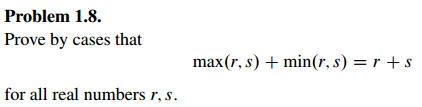 Problem 1.8.
Prove by cases that
max(r, s) + min(r, s) = r + s
for all real numbers r, s.